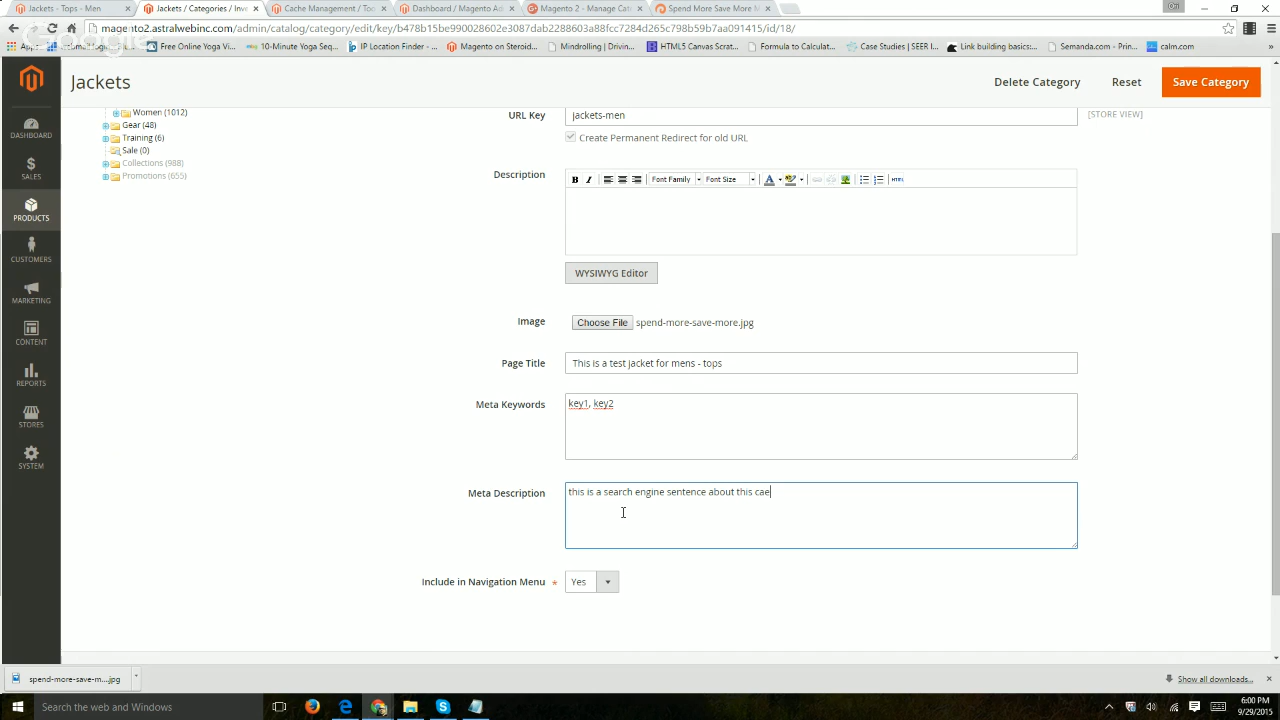 Jackets - Tops - Men
Jackets / Categories / Inve
Cache Management / Too
Dashboard / Magento Ad
Magento 2 - Manage Cat
Spend More Save More M
magento2.astralwebinc.com/admin/catalog/category/edit/key/b478b15be990028602e3087dab2288603a88fcc7284d265c798b59b7aa091415/id/18/
Google
Free Online Yoga Vi...
10-Minute Yoga Seq...
IP Location Finder - ...
Magento on Steroid...
Mindrolling | Drivin...
HTML5 Canvas Scrat...
Formula to Calculat...
Case Studies | SEER I...
Link building basics:...
Semanda.com - Prin...
calm.com
»
Jackets
Delete Category
Reset
Save Category
DASHBOARD
SALES
PRODUCTS
CUSTOMERS
MARKETING
CONTENT
REPORTS
STORES
SYSTEM
Women (1012)
Gear (48)
Training (6)
Sale (0)
Collections (988)
Promotions (655)
URL Key
jackets-men
[STORE VIEW]
Create Permanent Redirect for old URL
Description
B I Font Family Font Size A HTML
WYSIWYG Editor
Image
Choose File spend-more-save-more.jpg
Page Title
This is a test jacket for mens - tops
Meta Keywords
key1, key2
Meta Description
this is a search engine sentence about this cae
Include in Navigation Menu *
Yes
spend-more-save-m....jpg
Show all downloads...
Search the web and Windows
6:00 PM
9/29/2015